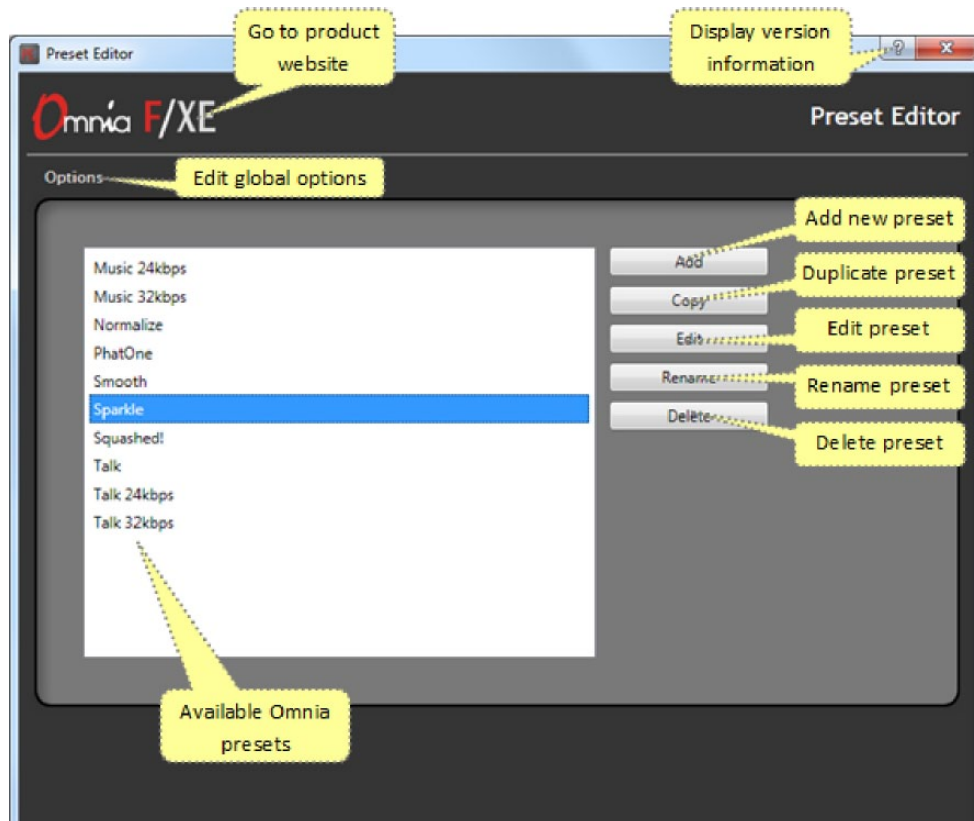 Go to product
website
Display version
information
Preset Editor
?
X
Omnia F/XE
Preset Editor
Options
Edit global options
Add new preset
Music 24kbps
Add
Duplicate preset
Music 32kbps
Copy
Normalize
Edit
Edit preset
PhatOne
Smooth
Rename
Rename preset
Sparkle
Delete
Squashed!
Delete preset
Talk
Talk 24kbps
Talk 32kbps
Available Omnia
presets